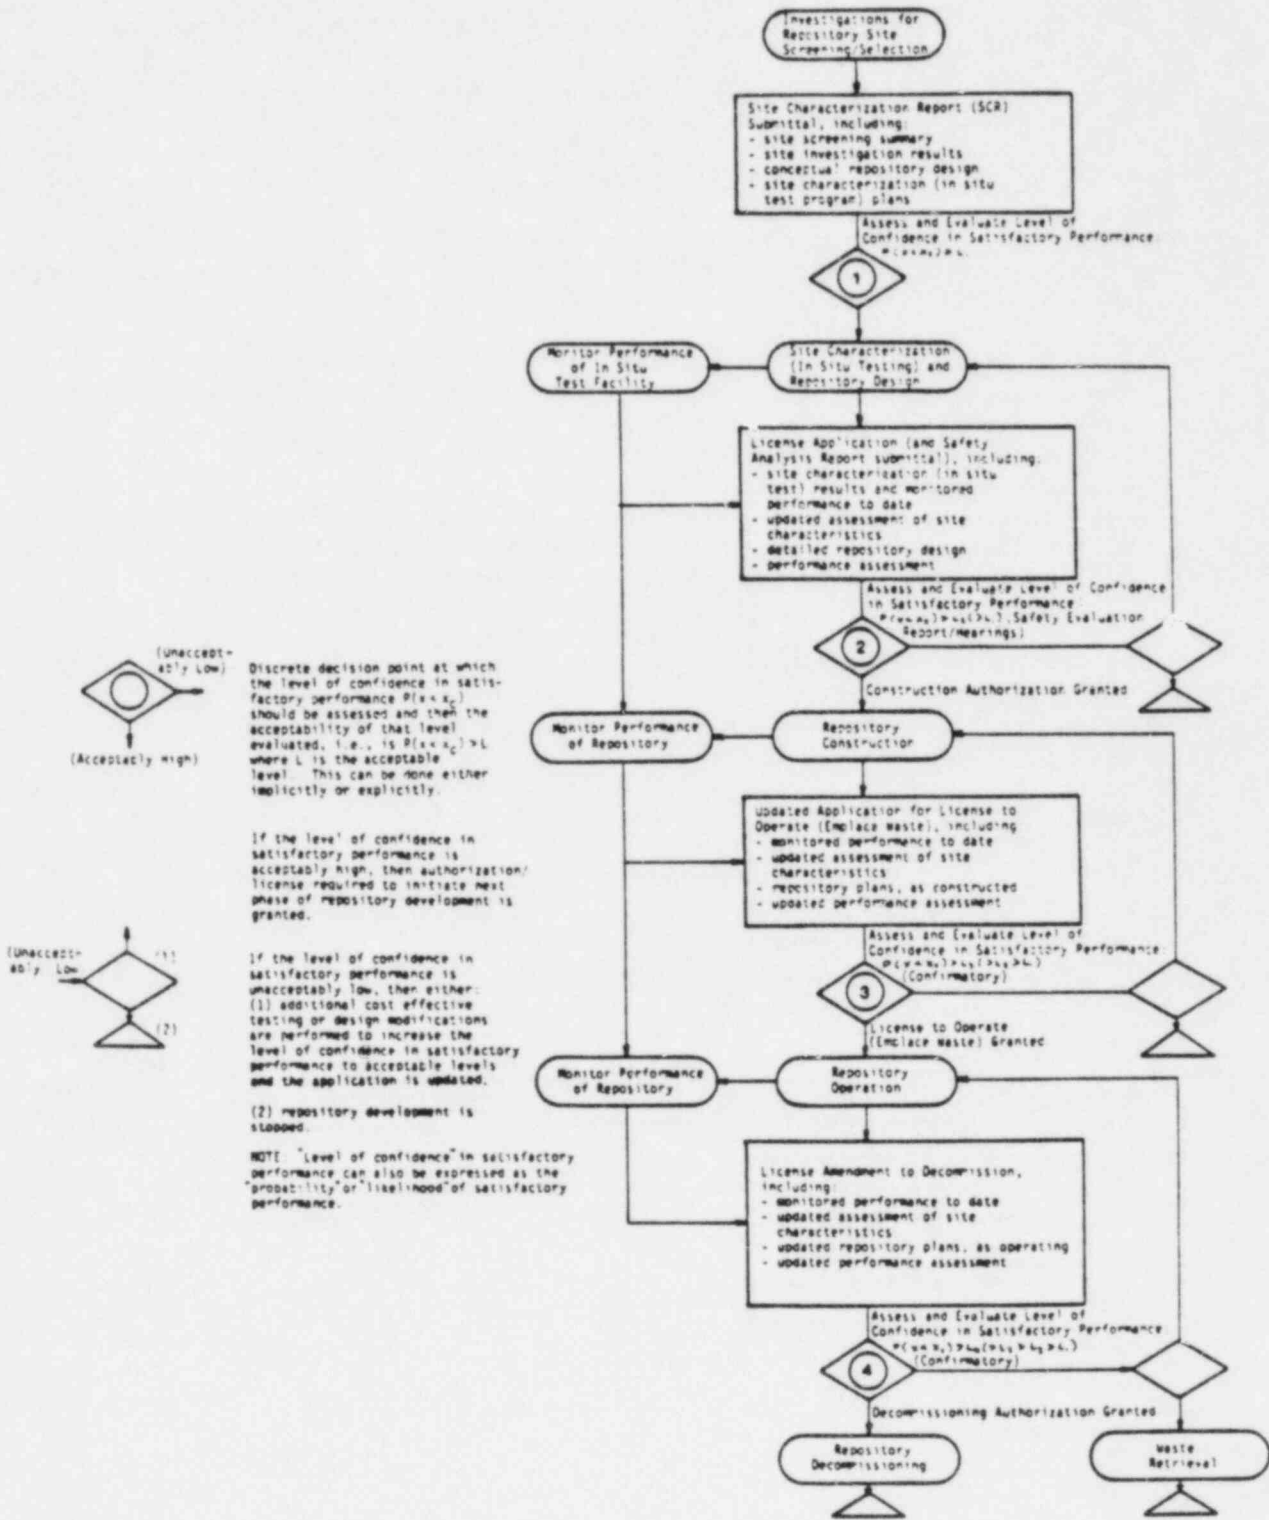 Investigations for
Repository Site
Screening/Selection
Site Characterization Report (SCR)
Submittal, including:
- site screening summary
- site investigation results
- conceptual repository design
- site characterization (in situ
test program) plans
Assess and Evaluate Level of
Confidence in Satisfactory Performance
1
Monitor Performance
of In Situ
Test Facility
Site Characterization
(In Situ Testing) and
Repository Design
License Application (and Safety
Analysis Report submittal), including:
- site characterization (in situ
test) results and monitored
performance to date
- updated assessment of site
characteristics
- detailed repository design
- performance assessment
Assess and Evaluate Level of Confidence
in Satisfactory Performance:
Safety Evaluation
Report/Hearings)
2
Construction Authorization Granted
Monitor Performance
of Repository
Repository
Construction
Updated Application for License to
Operate (Emplace Waste), including
- monitored performance to date
- updated assessment of site
characteristics
- repository plans, as constructed
- updated performance assessment
Assess and Evaluate Level of
Confidence in Satisfactory Performance:
(Confirmatory)
3
License to Operate
(Emplace Waste) Granted
Monitor Performance
of Repository
Repository
Operation
License Amendment to Decommission,
including:
- monitored performance to date
- updated assessment of site
characteristics
- updated repository plans, as operating
- updated performance assessment
Assess and Evaluate Level of
Confidence in Satisfactory Performance
(Confirmatory)
4
Decommissioning Authorization Granted
Repository
Decommissioning
Waste
Retrieval
(Unaccept-
ably Low)
(Acceptably High)
Discrete decision point at which
the level of confidence in satis-
factory performance P(x < x_c)
should be assessed and then the
acceptability of that level
evaluated, i.e., is P(x < x_c) > L
where L is the acceptable
level. This can be done either
implicitly or explicitly.
If the level of confidence in
satisfactory performance is
acceptably high, then authorization/
license required to initiate next
phase of repository development is
granted.
(Unaccept-
ably Low
(1)
(2)
If the level of confidence in
satisfactory performance is
unacceptably low, then either:
(1) additional cost effective
testing or design modifications
are performed to increase the
level of confidence in satisfactory
performance to acceptable levels
and the application is updated.
(2) repository development is
stopped.
NOTE: "Level of confidence" in satisfactory
performance can also be expressed as the
"probability" or "likelihood" of satisfactory
performance.